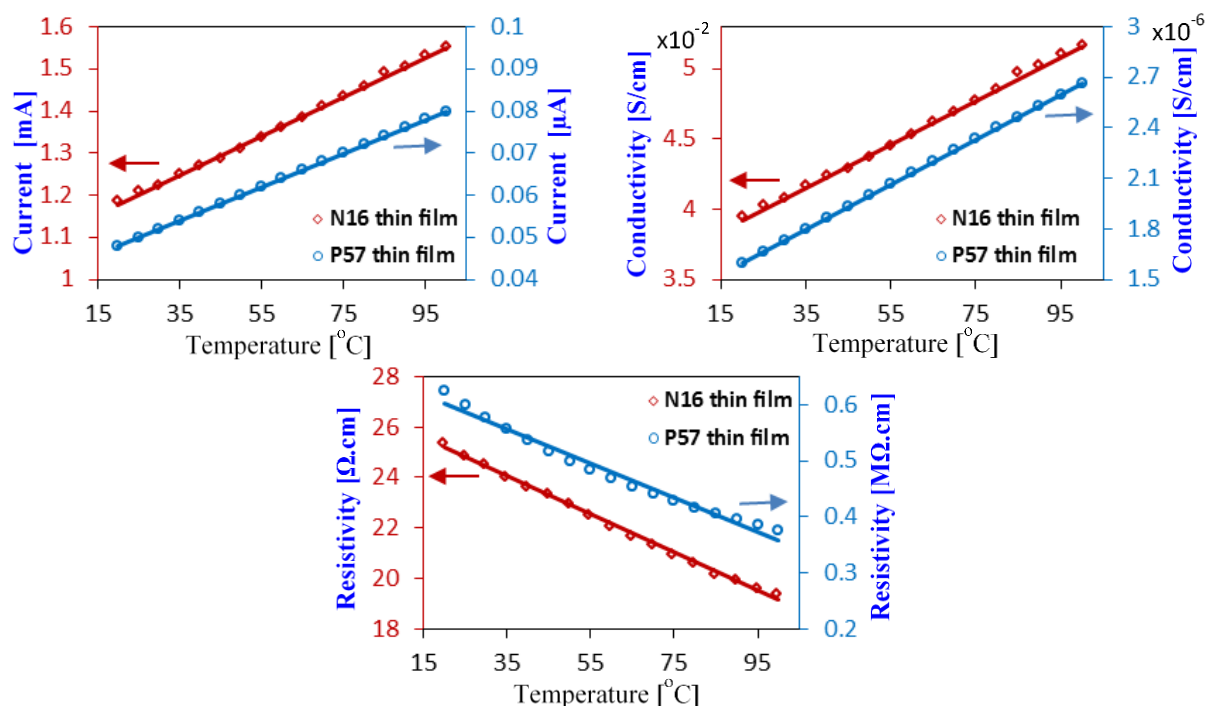 Current [mA]
1.6
1.5
1.4
1.3
1.2
1.1
1
0.1
0.09
0.08
0.07
0.06
0.05
0.04
Current [µA]
N16 thin film
P57 thin film
15 35 55 75 95
Temperature [°C]
Conductivity [S/cm]
x10⁻²
5
4.5
4
3.5
3
2.7
2.4
2.1
1.8
1.5
x10⁻⁶
Conductivity [S/cm]
N16 thin film
P57 thin film
15 35 55 75 95
Temperature [°C]
Resistivity [Ω.cm]
28
26
24
22
20
18
0.6
0.5
0.4
0.3
0.2
Resistivity [MΩ.cm]
N16 thin film
P57 thin film
15 35 55 75 95
Temperature [°C]